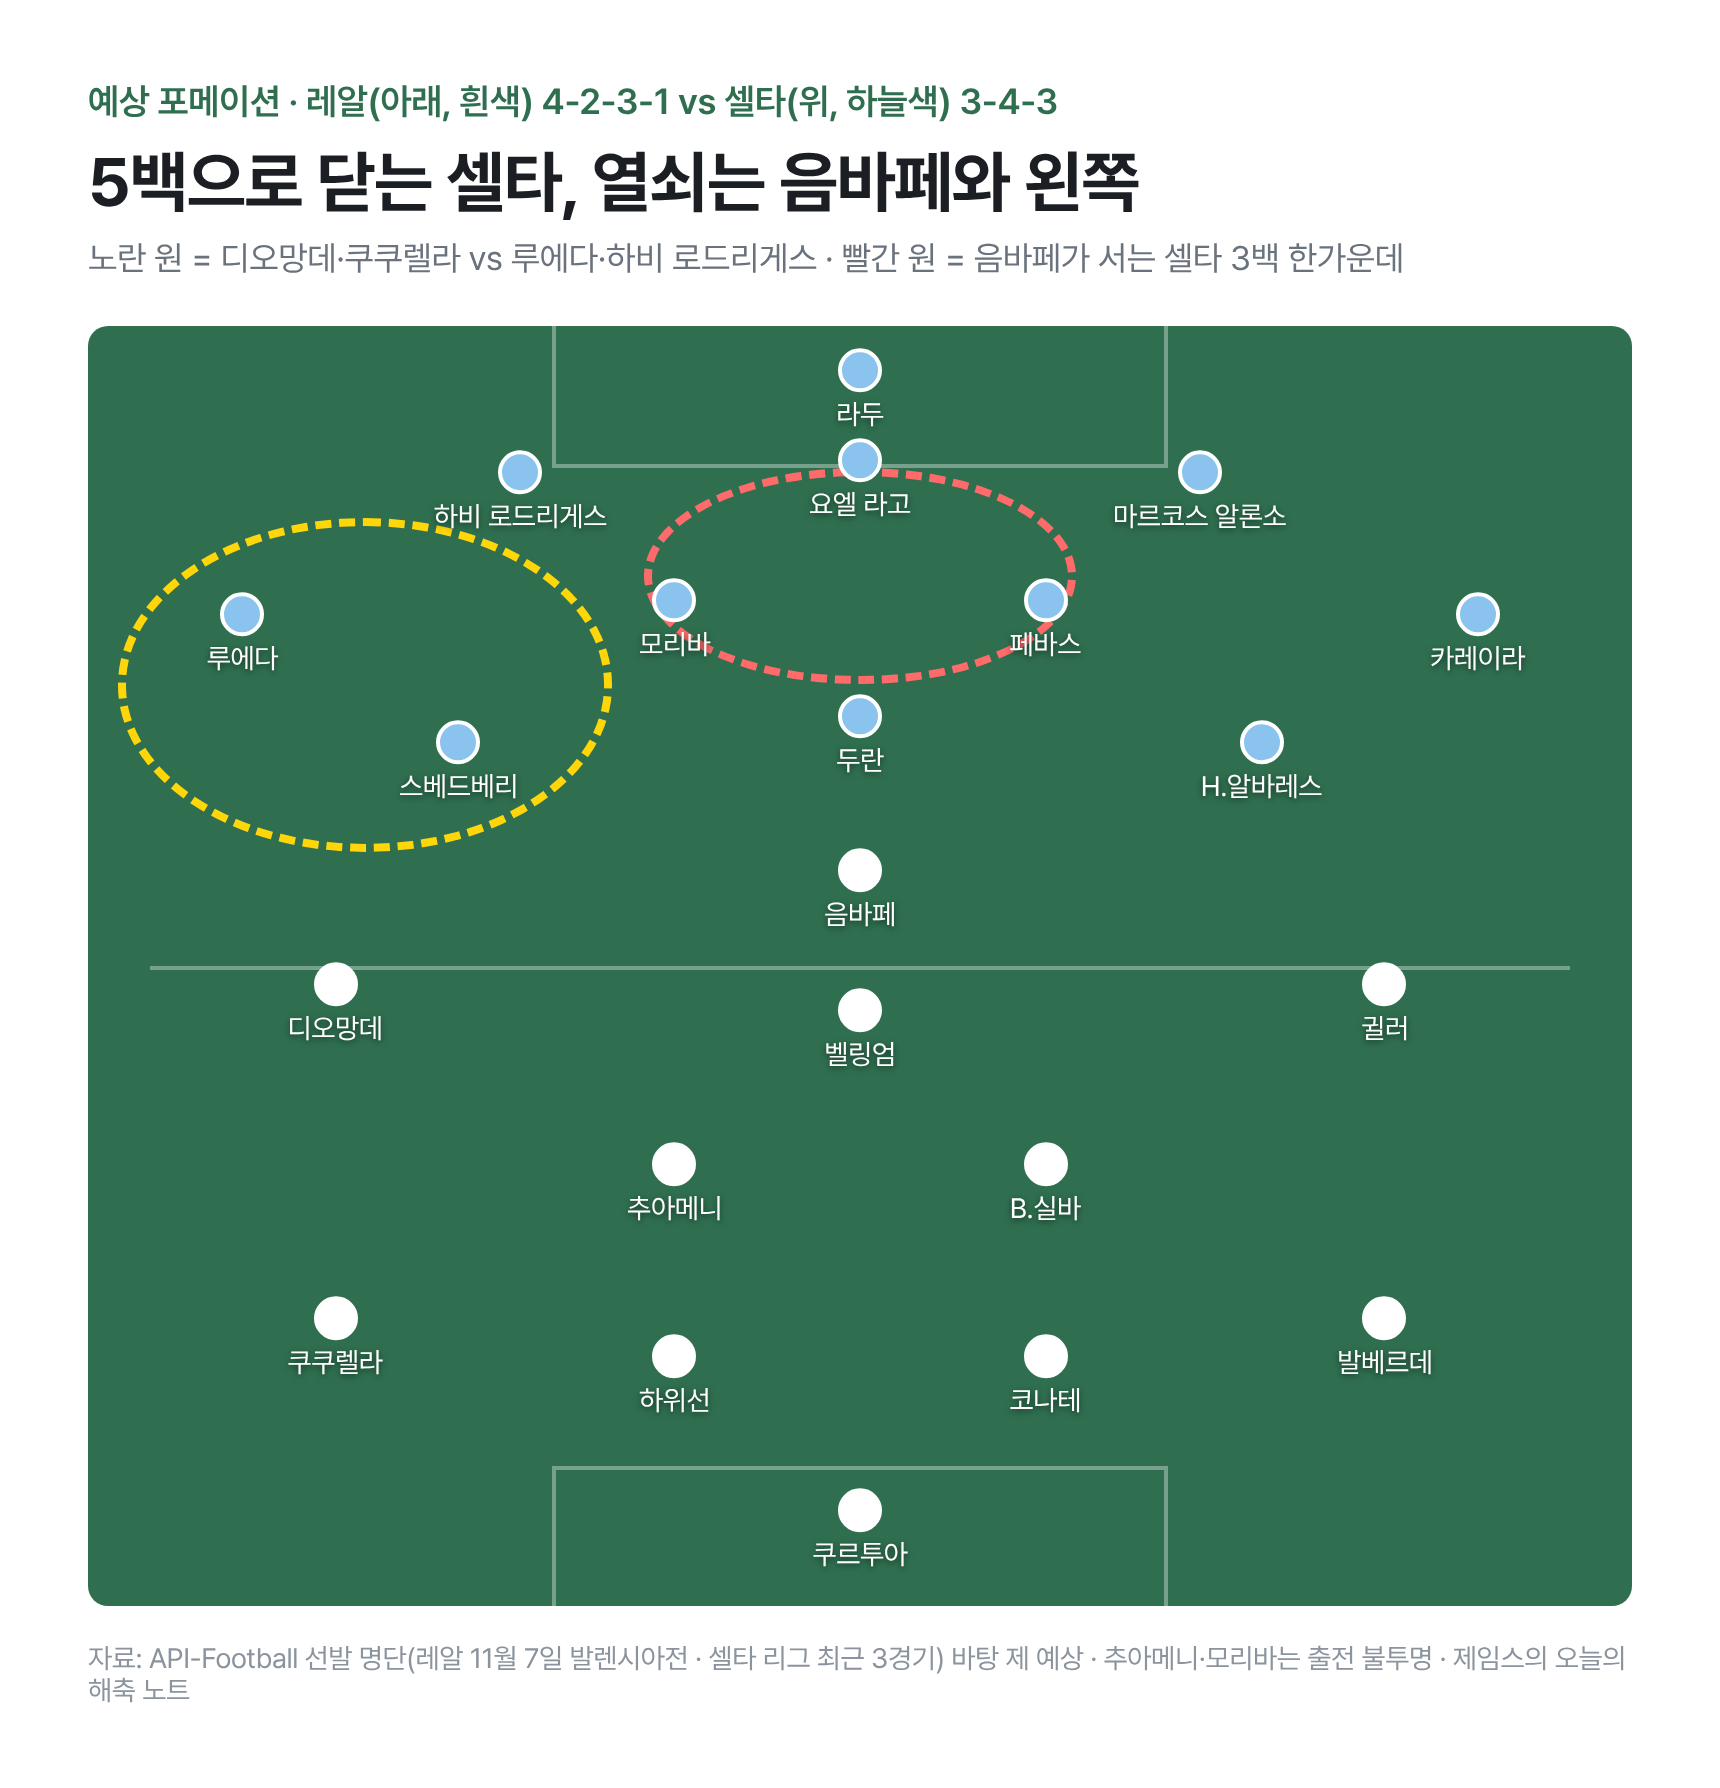 예상 포메이션 · 레알(아래, 흰색) 4-2-3-1 vs 셀타(위, 하늘색) 3-4-3
5백으로 닫는 셀타, 열쇠는 음바페와 왼쪽
노란 원 = 디오망데·쿠쿠렐라 vs 루에다·하비 로드리게스 · 빨간 원 = 음바페가 서는 셀타 3백 한가운데
라두
하비 로드리게스
요엘 라고
마르코스 알론소
루에다
모리바
페바스
카레이라
스베드베리
두란
H.알바레스
음바페
디오망데
벨링엄
귈러
추아메니
B.실바
쿠쿠렐라
하위선
코나테
발베르데
쿠르투아
자료: API-Football 선발 명단(레알 11월 7일 발렌시아전 · 셀타 리그 최근 3경기) 바탕 제 예상 · 추아메니·모리바는 출전 불투명 · 제임스의 오늘의
해축 노트